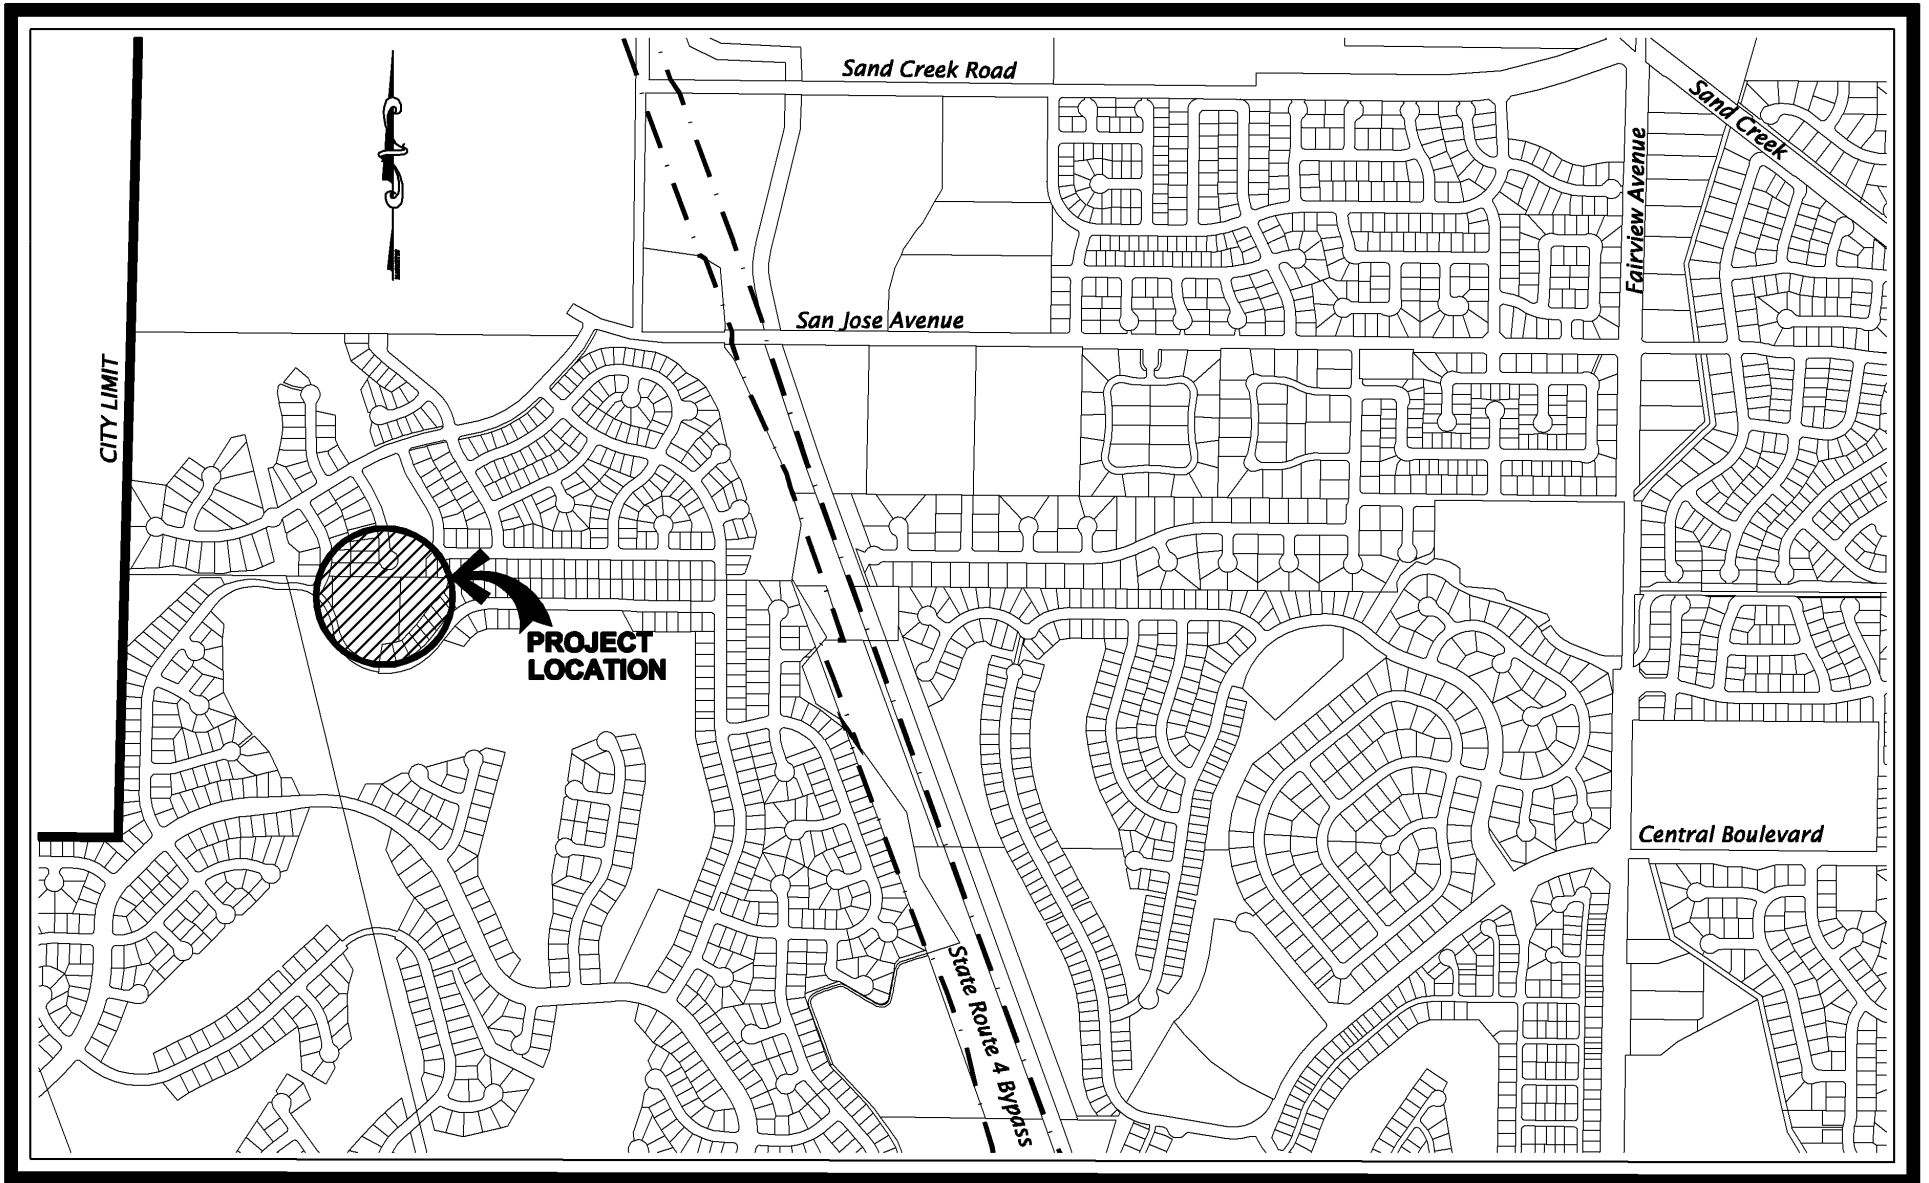 Sand Creek Road
Sand Creek
Fairview Avenue
San Jose Avenue
CITY LIMIT
PROJECT
LOCATION
Central Boulevard
State Route 4 Bypass